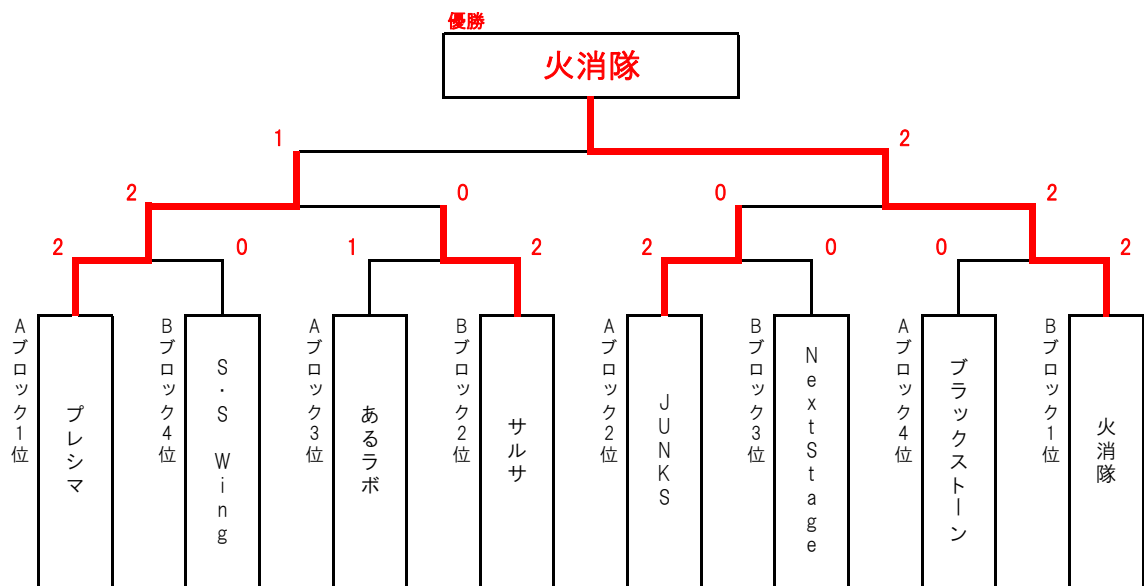 優勝
火消隊
1
2
2
0
0
2
2
0
1
2
2
0
0
2
Aブロック1位
プレシマ
Bブロック4位
S.S Wing
Aブロック3位
あるラボ
Bブロック2位
サルサ
Aブロック2位
JUNKS
Bブロック3位
NextStage
Aブロック4位
ブラックストーン
Bブロック1位
火消隊